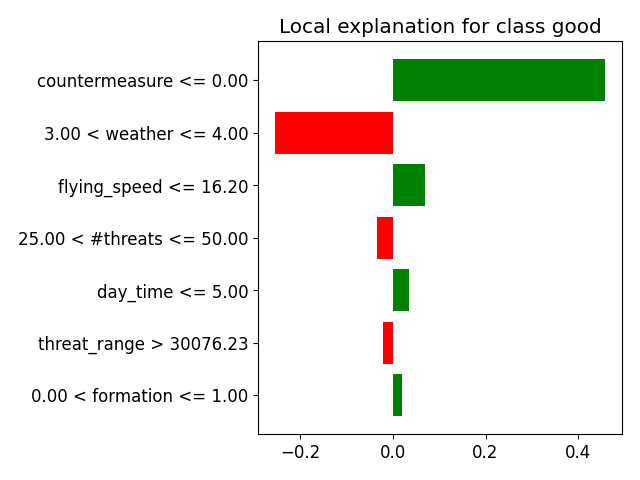 Local explanation for class good
countermeasure <= 0.00
3.00 < weather <= 4.00
flying_speed <= 16.20
25.00 < #threats <= 50.00
day_time <= 5.00
threat_range > 30076.23
0.00 < formation <= 1.00
−0.2 0.0 0.2 0.4